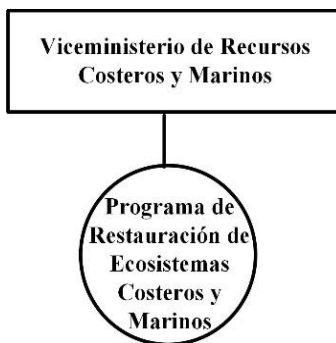 Viceministerio de Recursos
Costeros y Marinos
Programa de
Restauración de
Ecosistemas
Costeros y
Marinos